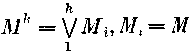 M^h = ⋁_1^h M_i, M_i = M